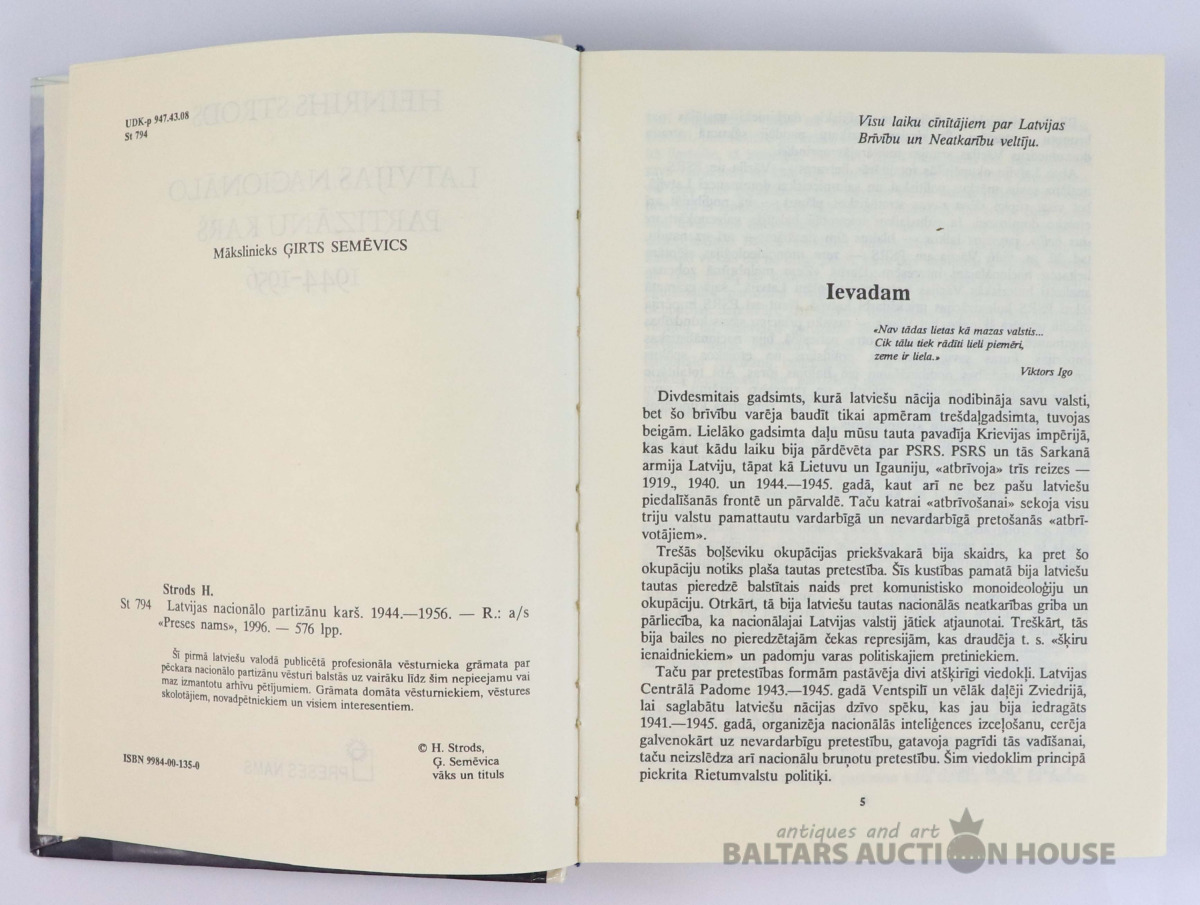 UDK-p 947.43.08
St 794
Mākslinieks ĢIRTS SEMĒVICS
Strods H.
St 794 Latvijas nacionālo partizānu karš. 1944.—1956. — R.: a/s
«Preses nams», 1996. — 576 lpp.
Šī pirmā latviešu valodā publicētā profesionāla vēsturnieka grāmata par
pēckara nacionālo partizānu vēsturi balstās uz vairāku līdz šim nepieejamu vai
maz izmantotu arhīvu pētījumiem. Grāmata domāta vēsturniekiem, vēstures
skolotājiem, novadpētniekiem un visiem interesentiem.
ISBN 9984-00-135-0
© H. Strods,
Ģ. Semēvica
vāks un tituls
Visu laiku cīnītājiem par Latvijas
Brīvību un Neatkarību veltīju.
Ievadam
«Nav tādas lietas kā mazas valstis...
Cik tālu tiek rādīti lieli piemēri,
zeme ir liela.»
Viktors Igo
Divdesmitais gadsimts, kurā latviešu nācija nodibināja savu valsti,
bet šo brīvību varēja baudīt tikai apmēram trešdaļgadsimta, tuvojas
beigām. Lielāko gadsimta daļu mūsu tauta pavadīja Krievijas impērijā,
kas kaut kādu laiku bija pārdēvēta par PSRS. PSRS un tās Sarkanā
armija Latviju, tāpat kā Lietuvu un Igauniju, «atbrīvoja» trīs reizes —
1919., 1940. un 1944.—1945. gadā, kaut arī ne bez pašu latviešu
piedalīšanās frontē un pārvaldē. Taču katrai «atbrīvošanai» sekoja visu
triju valstu pamattautu vardarbīgā un nevardarbīgā pretošanās «atbrī-
votājiem».
Trešās boļševiku okupācijas priekšvakarā bija skaidrs, ka pret šo
okupāciju notiks plaša tautas pretestība. Šīs kustības pamatā bija latviešu
tautas pieredzē balstītais naids pret komunistisko monoideoloģiju un
okupāciju. Otrkārt, tā bija latviešu tautas nacionālās neatkarības griba un
pārliecība, ka nacionālajai Latvijas valstij jātiek atjaunotai. Treškārt, tās
bija bailes no pieredzētajām čekas represijām, kas draudēja t. s. «šķiru
ienaidniekiem» un padomju varas politiskajiem pretiniekiem.
Taču par pretestības formām pastāvēja divi atšķirīgi viedokļi. Latvijas
Centrālā Padome 1943.—1945. gadā Ventspilī un vēlāk daļēji Zviedrijā,
lai saglabātu latviešu nācijas dzīvo spēku, kas jau bija iedragāts
1941.—1945. gadā, organizēja nacionālās inteliģences izceļošanu, cerēja
galvenokārt uz nevardarbīgu pretestību, gatavoja pagrīdi tās vadīšanai,
taču neizslēdza arī nacionālu bruņotu pretestību. Šim viedoklim principā
piekrita Rietumvalstu politiķi.
5
antiques and art
BALTARS AUCTION HOUSE